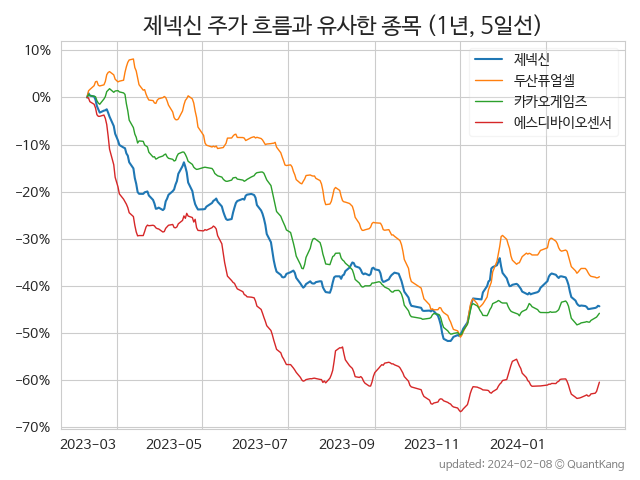 제넥신 주가 흐름과 유사한 종목 (1년, 5일선)
제넥신
두산퓨얼셀
카카오게임즈
에스디바이오센서
10%
0%
−10%
−20%
−30%
−40%
−50%
−60%
−70%
2023-03 2023-05 2023-07 2023-09 2023-11 2024-01
updated: 2024-02-08 © QuantKang